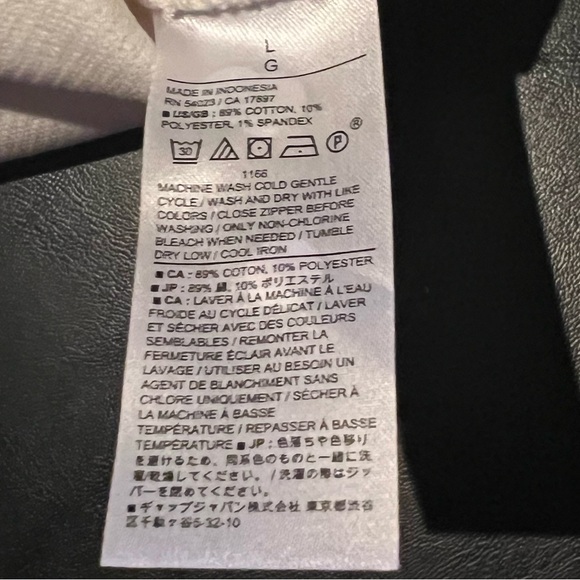 L
G
MADE IN INDONESIA
RN 54023 / CA 17897
■ US/GB : 89% COTTON, 10%
POLYESTER, 1% SPANDEX
30 P ®
1166
MACHINE WASH COLD GENTLE
CYCLE / WASH AND DRY WITH LIKE
COLORS / CLOSE ZIPPER BEFORE
WASHING / ONLY NON-CHLORINE
BLEACH WHEN NEEDED / TUMBLE
DRY LOW / COOL IRON
■ CA : 89% COTON, 10% POLYESTER
■ JP : 89% 綿, 10% ポリエステル
■ CA : LAVER À LA MACHINE À L'EAU
FROIDE AU CYCLE DÉLICAT / LAVER
ET SÉCHER AVEC DES COULEURS
SEMBLABLES / REMONTER LA
FERMETURE ÉCLAIR AVANT LE
LAVAGE / UTILISER AU BESOIN UN
AGENT DE BLANCHIMENT SANS
CHLORE UNIQUEMENT / SÉCHER À
LA MACHINE À BASSE
TEMPÉRATURE / REPASSER À BASSE
TEMPÉRATURE ■ JP : 色落ちや色移り
を避けるため、同系色のものと一緒に洗
濯/乾燥してください。/ 洗濯の際はジッ
パーを閉めてください。
■ ギャップジャパン株式会社 東京都渋谷
区千駄ヶ谷5-32-10